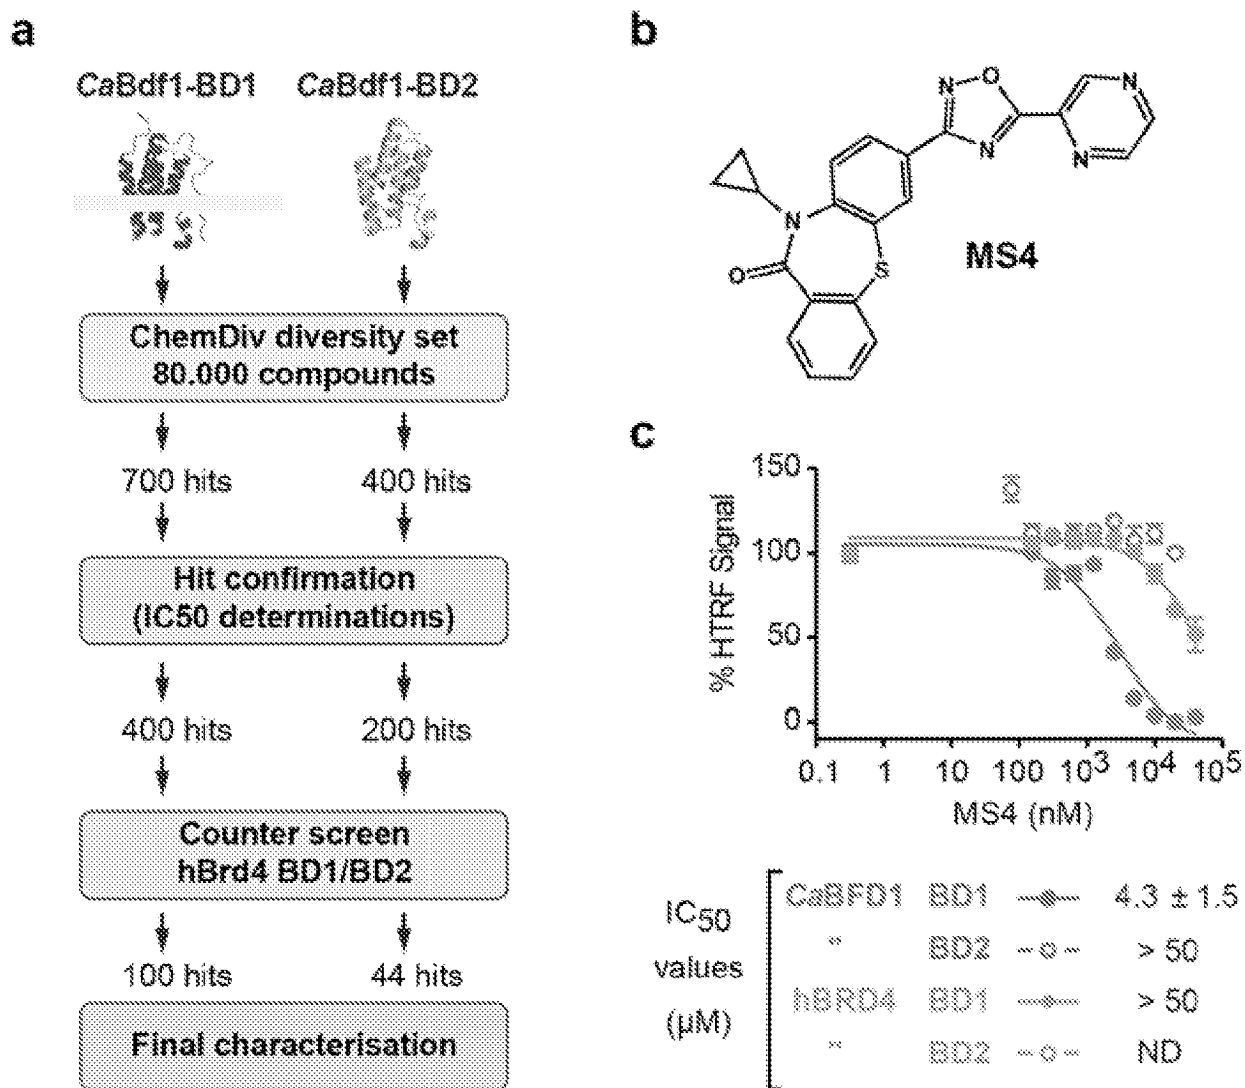 a
CaBdf1-BD1 CaBdf1-BD2
ChemDiv diversity set
80.000 compounds
700 hits 400 hits
Hit confirmation
(IC50 determinations)
400 hits 200 hits
Counter screen
hBrd4 BD1/BD2
100 hits 44 hits
Final characterisation
b
N O N
N N
N
O S
MS4
c
% HTRF Signal
150
100
50
0
0.1 1 10 100 10³ 10⁴ 10⁵
MS4 (nM)
IC50
values
(µM)
CaBFD1 BD1 4.3 ± 1.5
" BD2 > 50
hBRD4 BD1 > 50
" BD2 ND